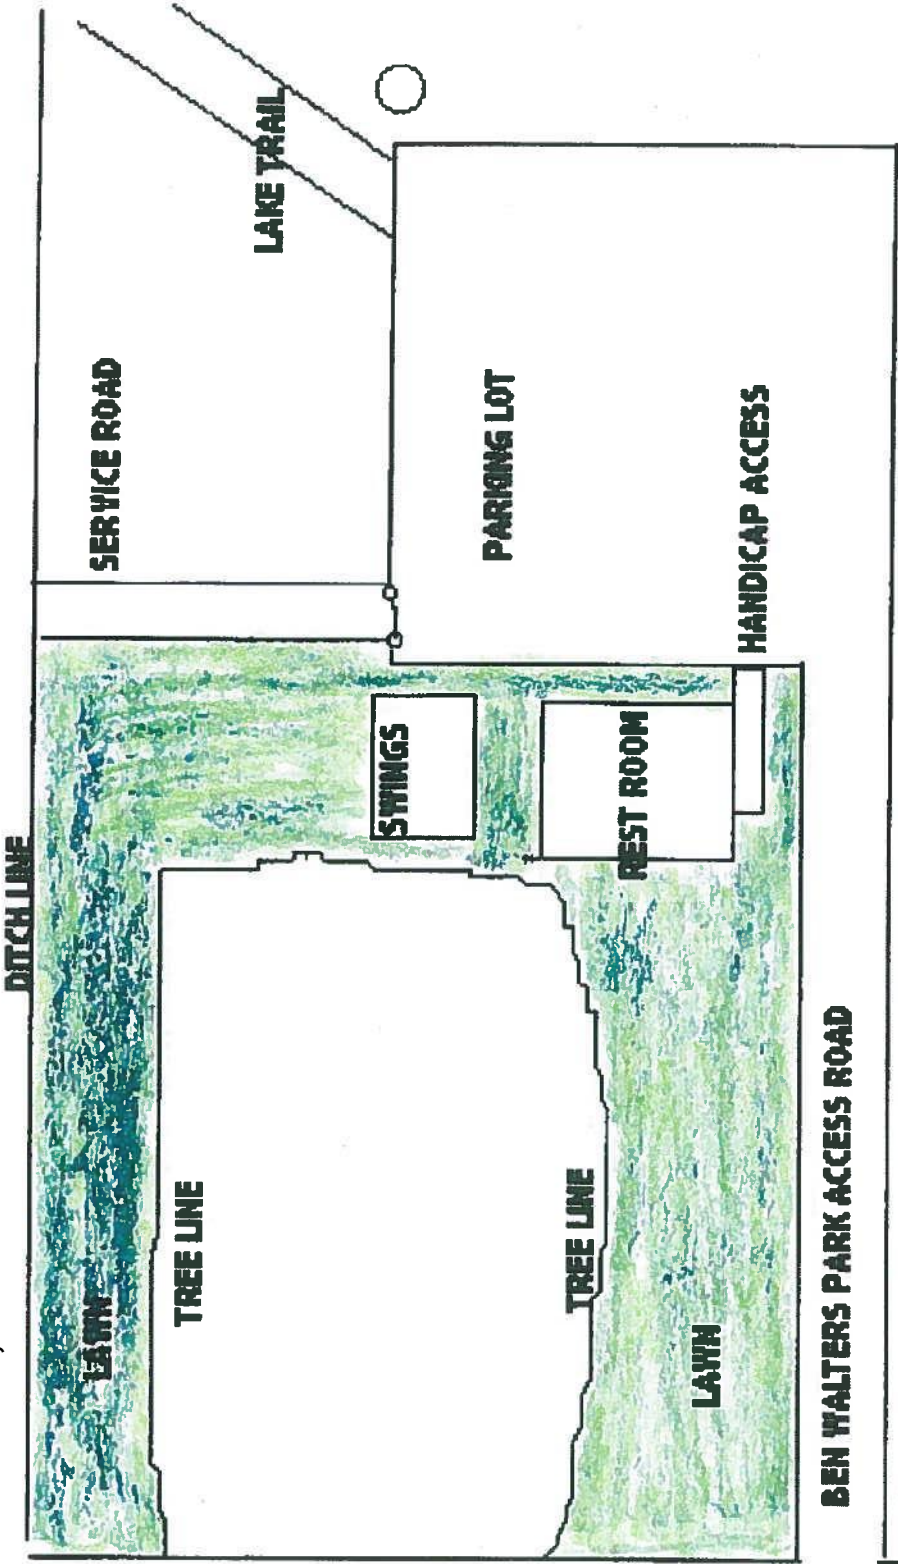 DITCH LINE
LAWN
SERVICE ROAD
TREE LINE
LAKE TRAIL
SWINGS
PARKING LOT
TREE LINE
REST ROOM
LAWN
HANDICAP ACCESS
BEN WALTERS PARK ACCESS ROAD